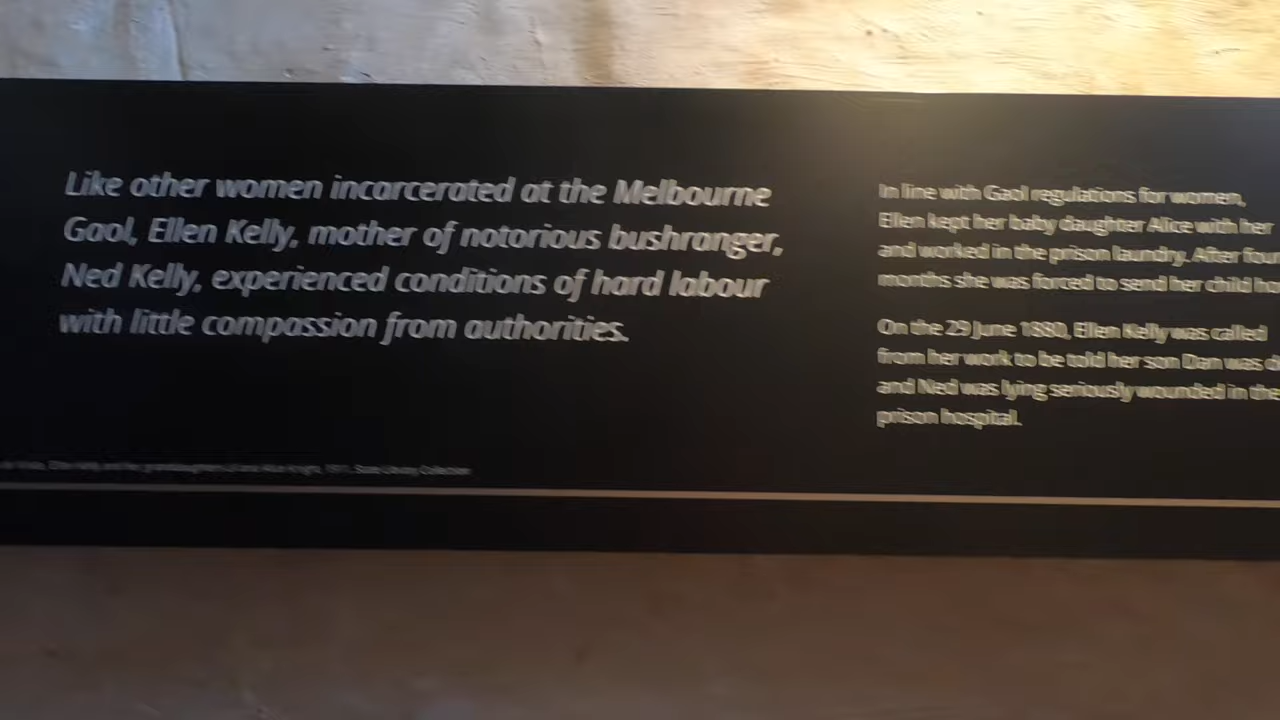 Like other women incarcerated at the Melbourne
Gaol, Ellen Kelly, mother of notorious bushranger,
Ned Kelly, experienced conditions of hard labour
with little compassion from authorities.
In line with Gaol regulations for women,
Ellen kept her baby daughter Alice with her
and worked in the prison laundry. After four
months she was forced to send her child
On the 29 June 1880, Ellen Kelly was called
from her work to be told her son Dan was
and Ned was lying seriously wounded in the
prison hospital.